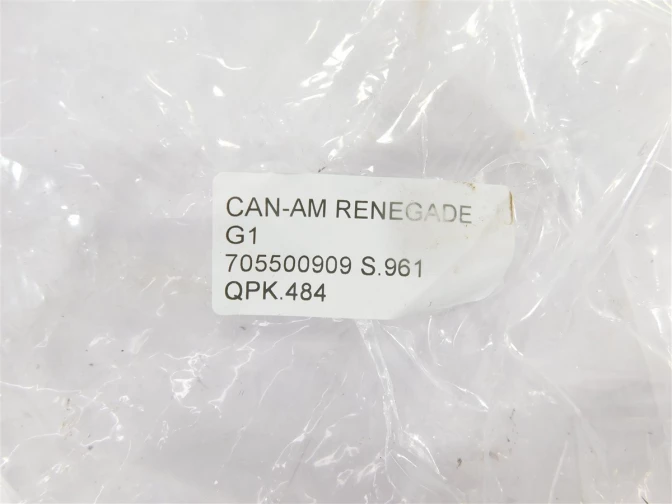 CAN-AM RENEGADE
G1
705500909 S.961
QPK.484